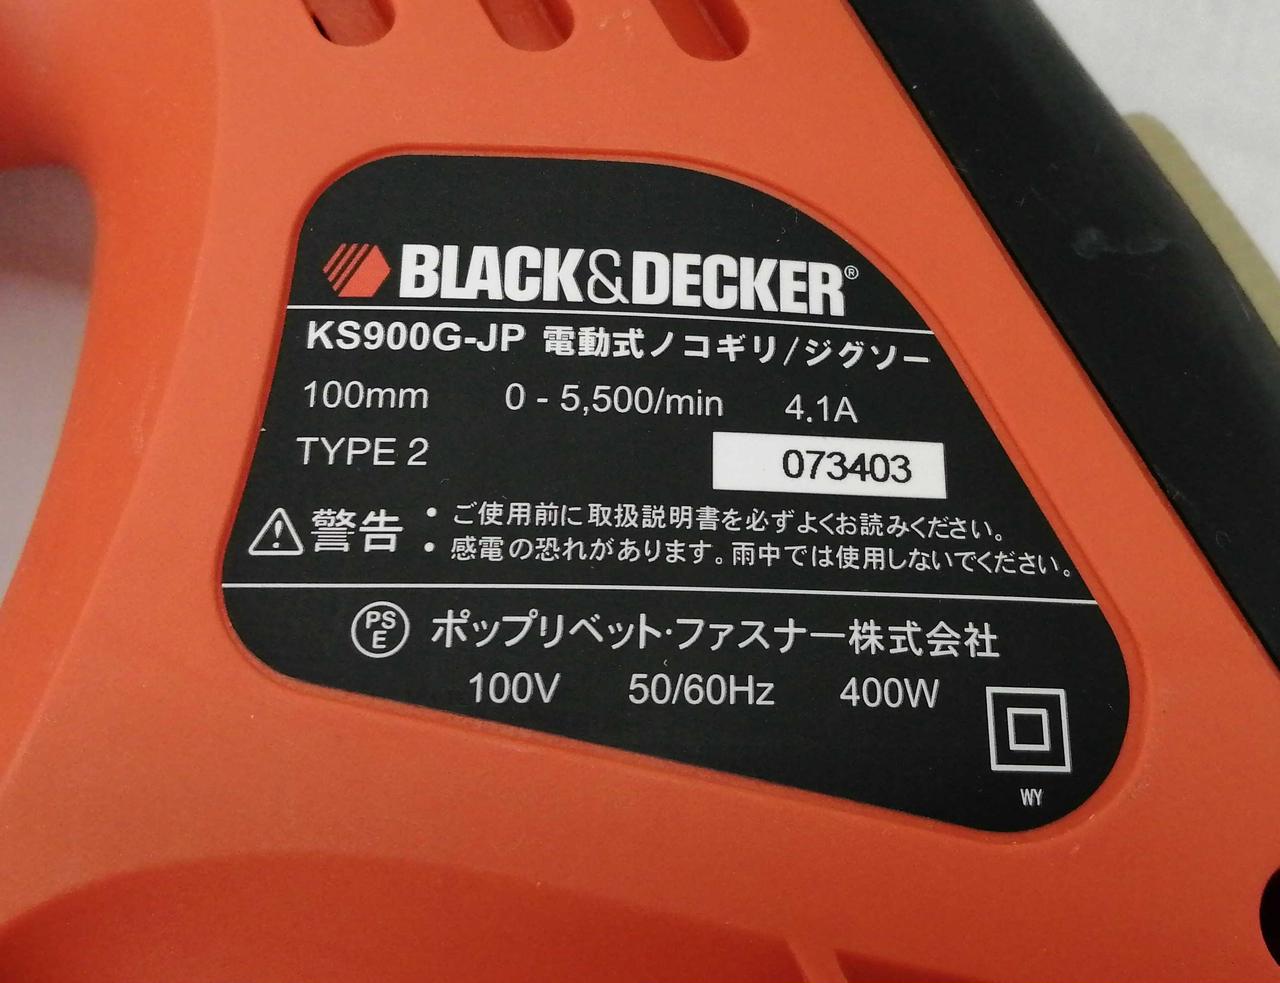 BLACK&DECKER®
KS900G-JP 電動式ノコギリ/ジグソー
100mm 0 - 5,500/min 4.1A
TYPE 2 073403
警告 ・ご使用前に取扱説明書を必ずよくお読みください。
・感電の恐れがあります。雨中では使用しないでください。
PSE ポップリベット・ファスナー株式会社
100V 50/60Hz 400W
WY